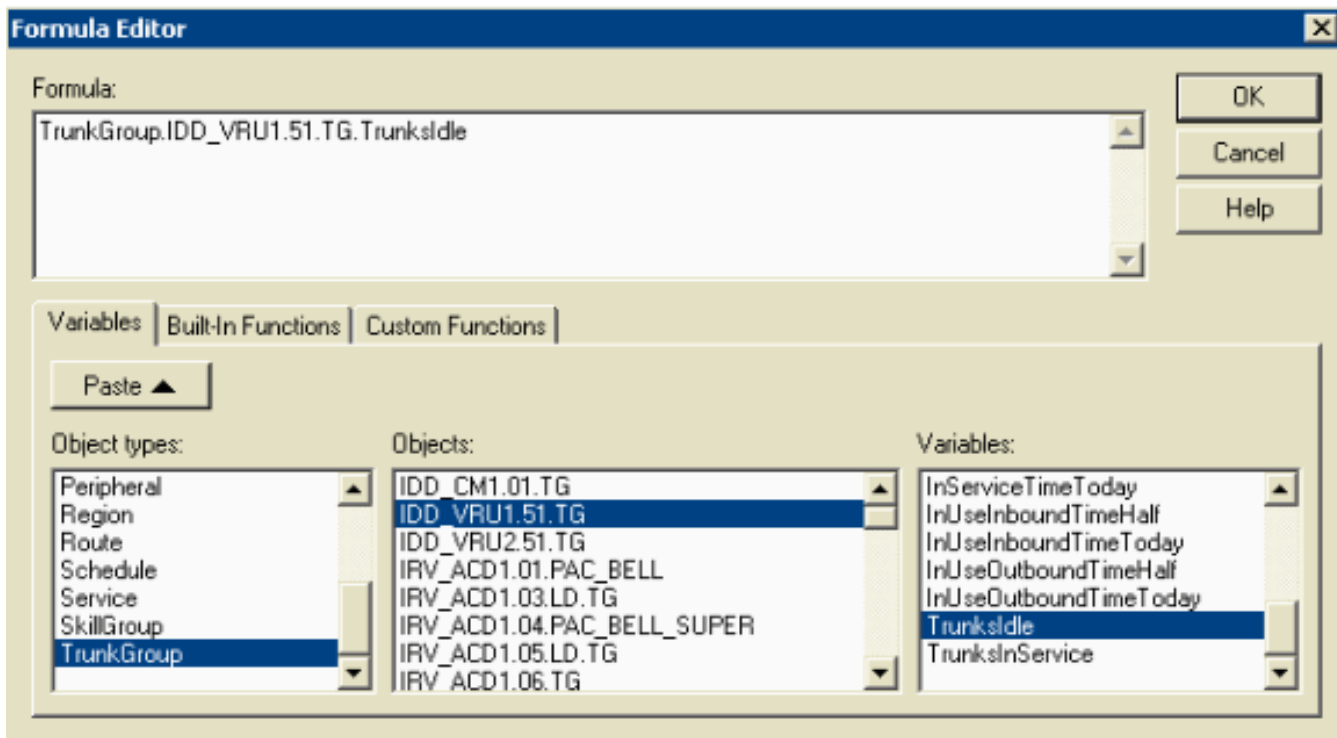 Formula Editor
Formula:
OK
TrunkGroup.IDD_VRU1.51.TG.TrunksIdle
Cancel
Help
Variables Built-In Functions Custom Functions
Paste
Object types: Objects: Variables:
Peripheral IDD_CM1.01.TG InServiceTimeToday
Region IDD_VRU1.51.TG InUseInboundTimeHalf
Route IDD_VRU2.51.TG InUseInboundTimeToday
Schedule IRV_ACD1.01.PAC_BELL InUseOutboundTimeHalf
Service IRV_ACD1.03.LD.TG InUseOutboundTimeToday
SkillGroup IRV_ACD1.04.PAC_BELL_SUPER TrunksIdle
TrunkGroup IRV_ACD1.05.LD.TG TrunksInService
IRV_ACD1.06.TG